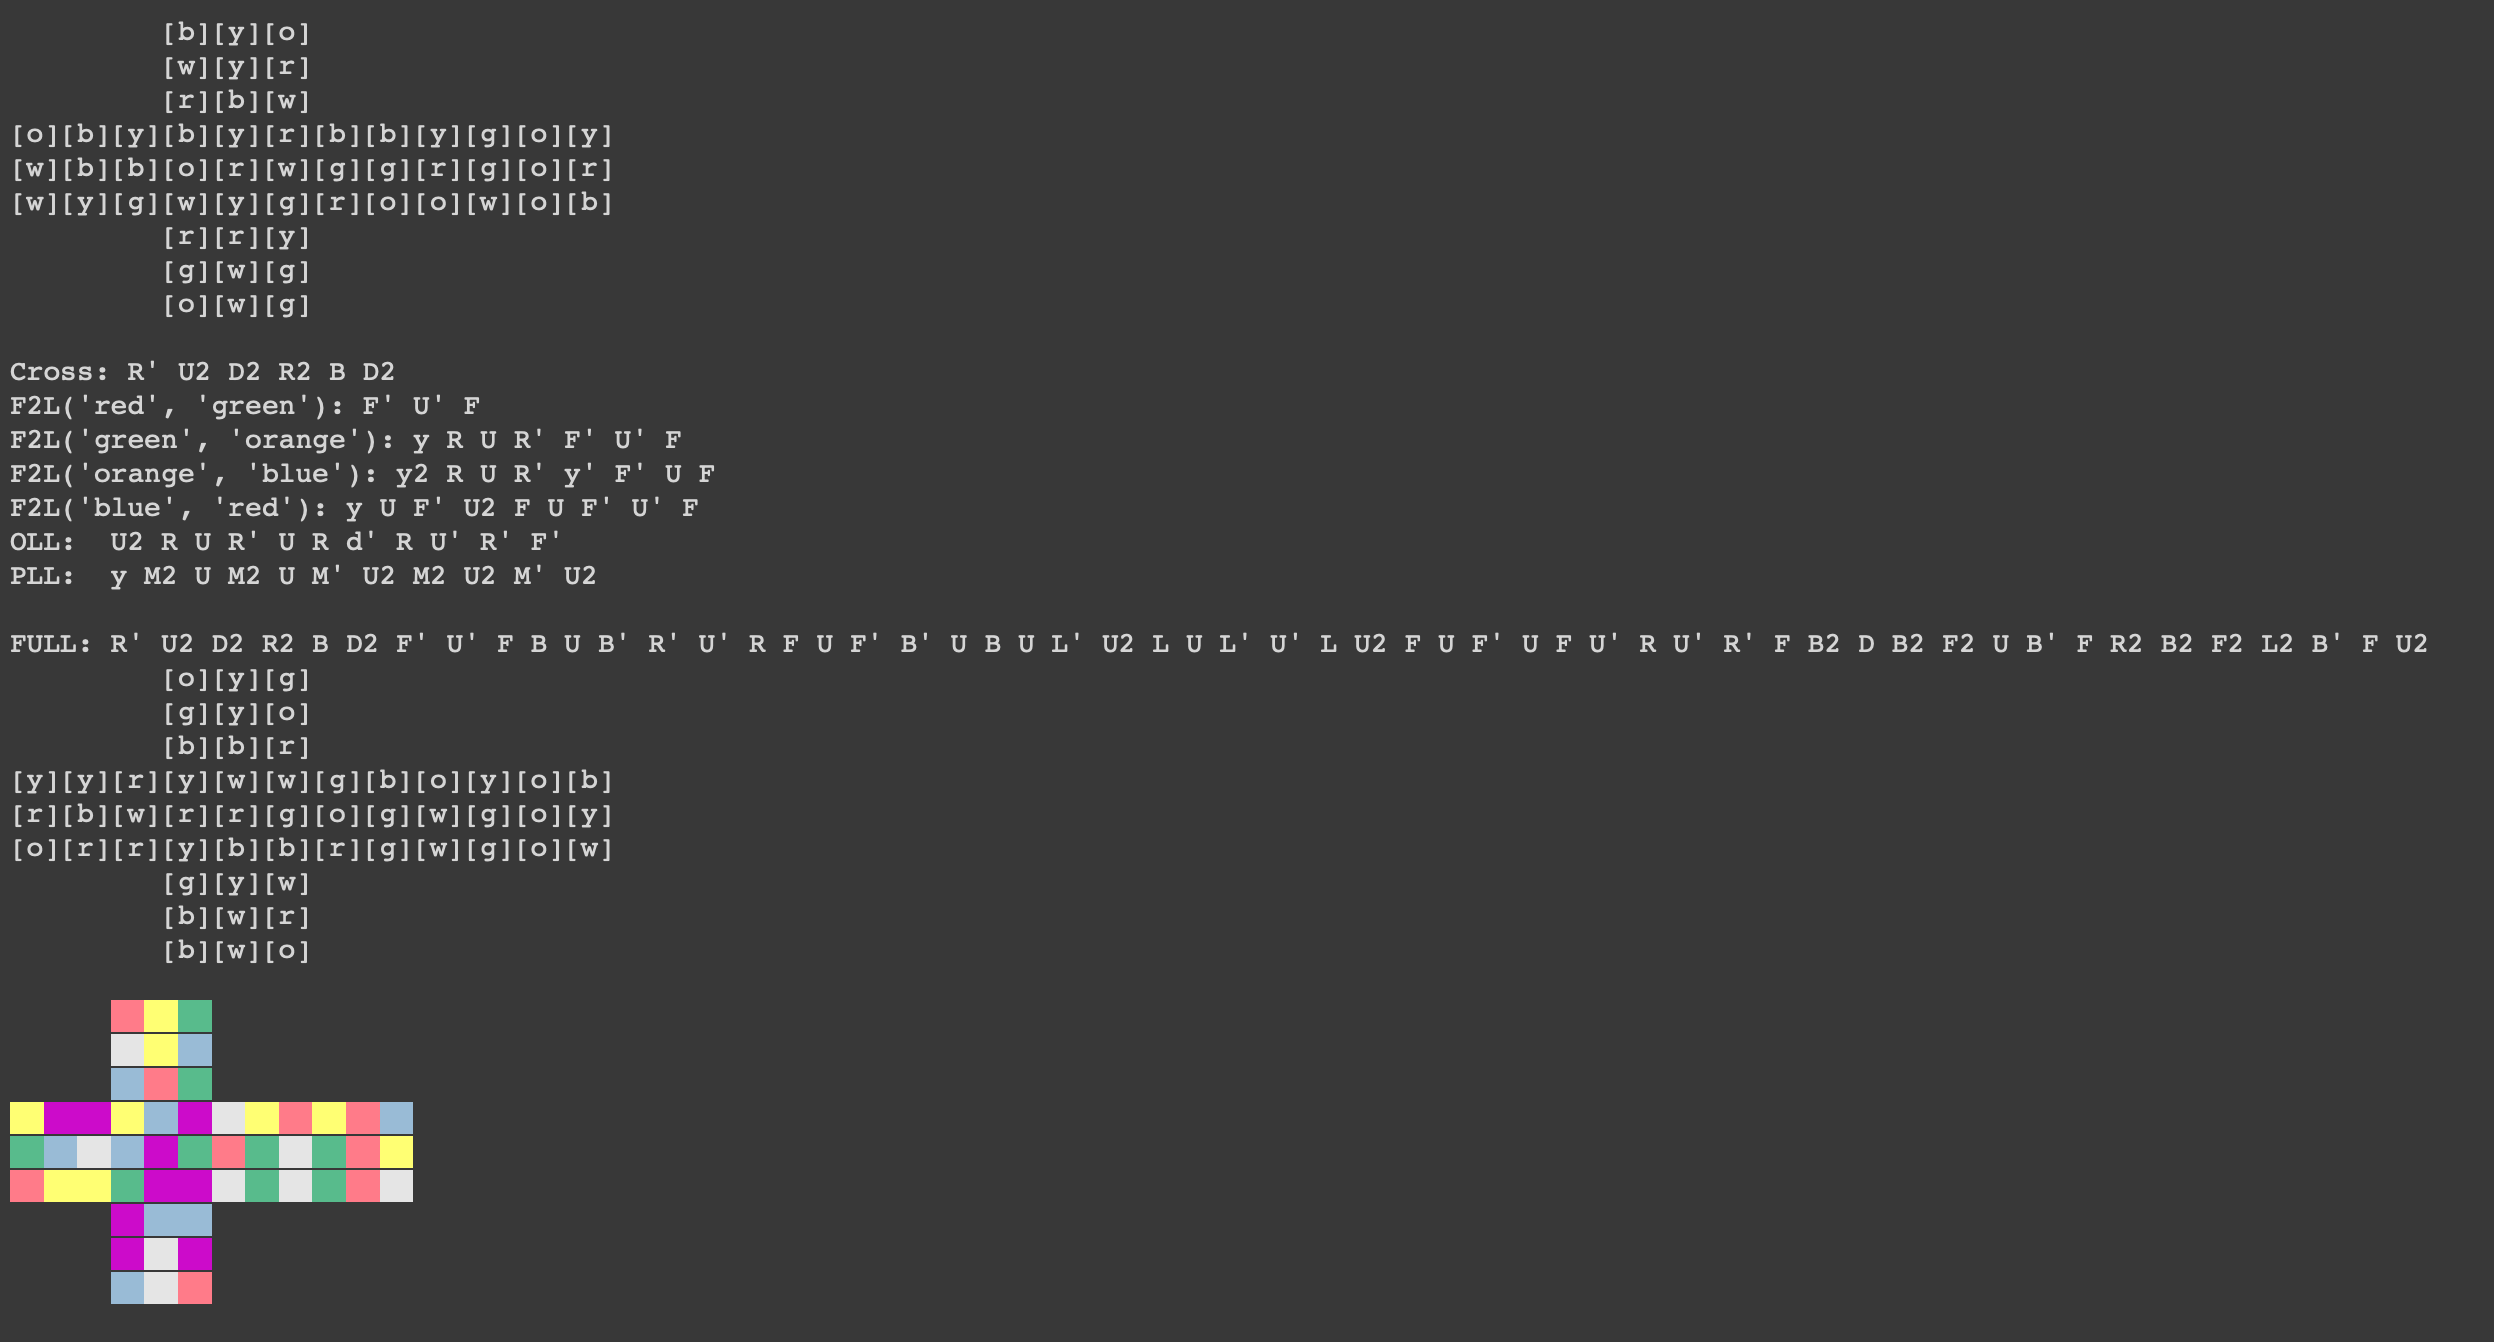 [b][y][o]
[w][y][r]
[r][b][w]
[o][b][y][b][y][r][b][b][y][g][o][y]
[w][b][b][o][r][w][g][g][r][g][o][r]
[w][y][g][w][y][g][r][o][o][w][o][b]
[r][r][y]
[g][w][g]
[o][w][g]
Cross: R' U2 D2 R2 B D2
F2L('red', 'green'): F' U' F
F2L('green', 'orange'): y R U R' F' U' F
F2L('orange', 'blue'): y2 R U R' y' F' U F
F2L('blue', 'red'): y U F' U2 F U F' U' F
OLL:  U2 R U R' U R d' R U' R' F'
PLL:  y M2 U M2 U M' U2 M2 U2 M' U2
FULL: R' U2 D2 R2 B D2 F' U' F B U B' R' U' R F U F' B' U B U L' U2 L U L' U' L U2 F U F' U F U' R U' R' F B2 D B2 F2 U B' F R2 B2 F2 L2 B' F U2
[o][y][g]
[g][y][o]
[b][b][r]
[y][y][r][y][w][w][g][b][o][y][o][b]
[r][b][w][r][r][g][o][g][w][g][o][y]
[o][r][r][y][b][b][r][g][w][g][o][w]
[g][y][w]
[b][w][r]
[b][w][o]